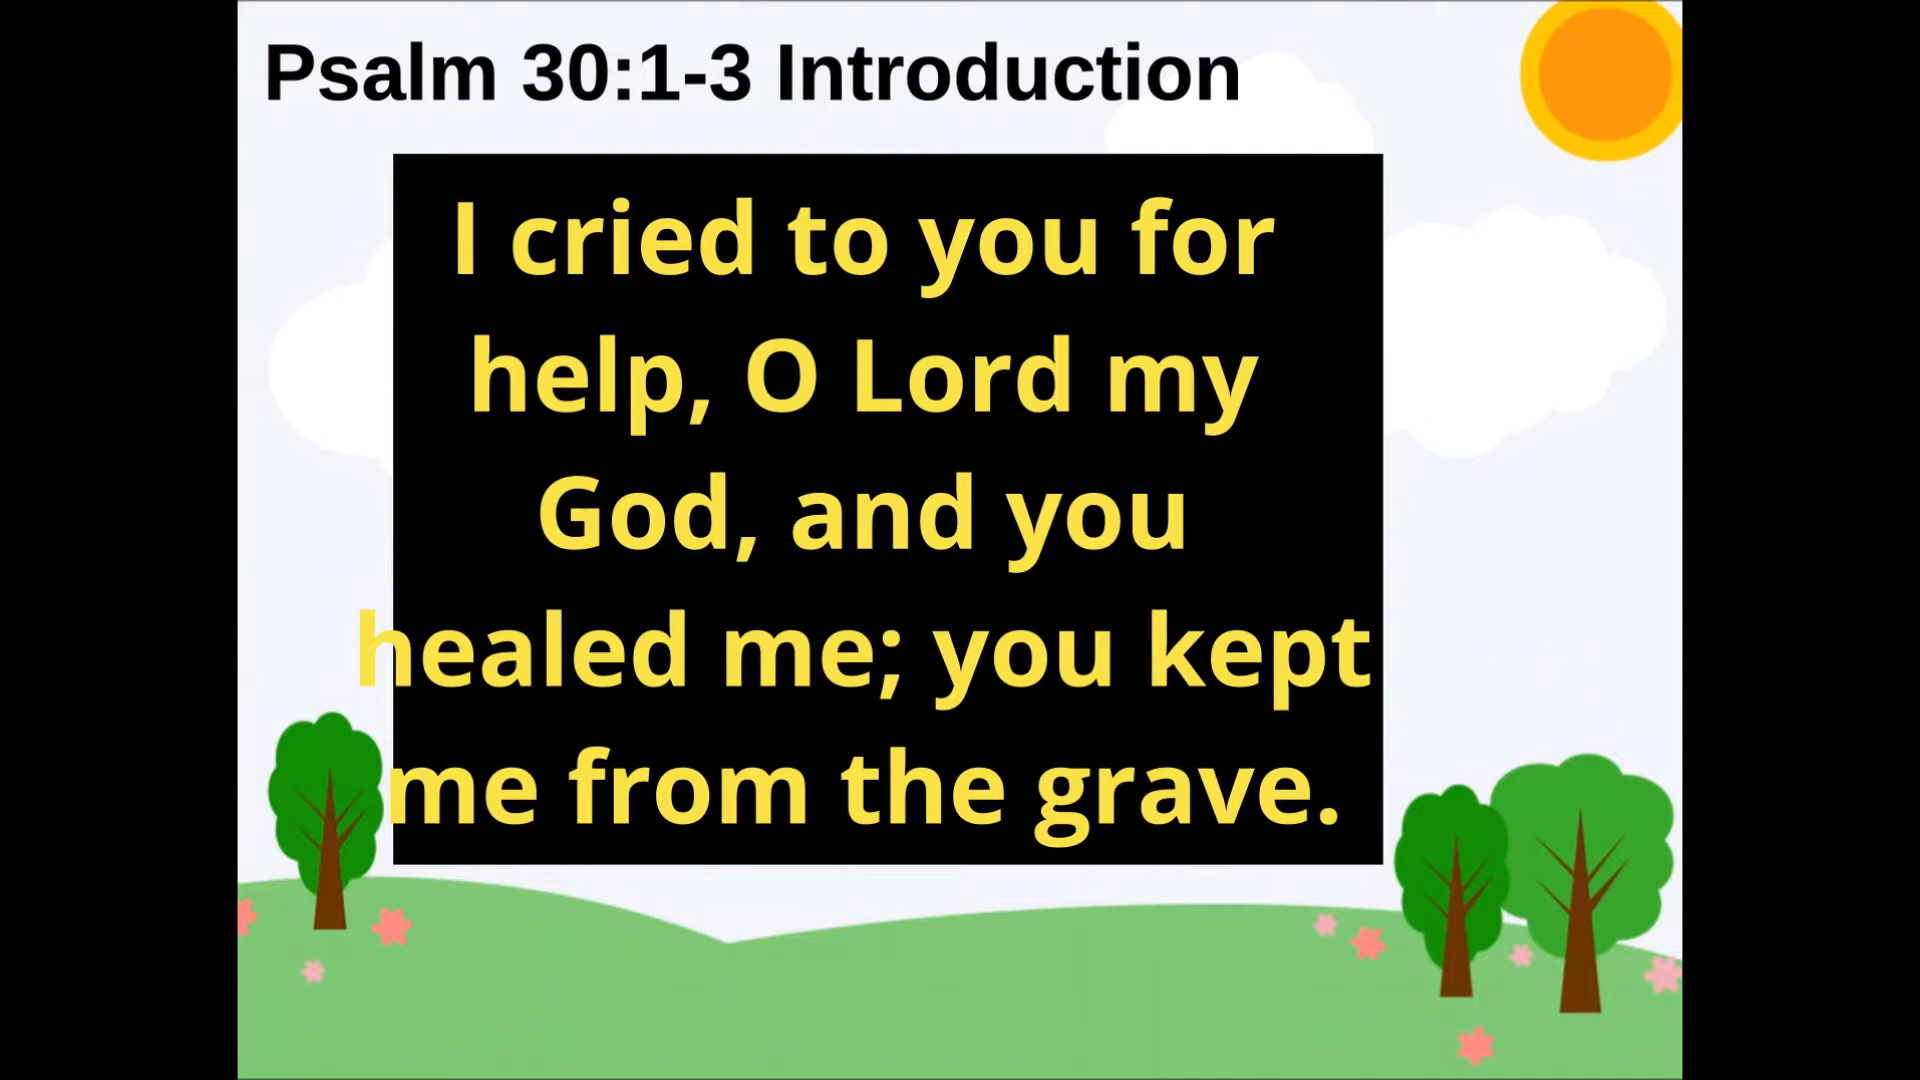 Psalm 30:1-3 Introduction
I cried to you for
help, O Lord my
God, and you
healed me; you kept
me from the grave.